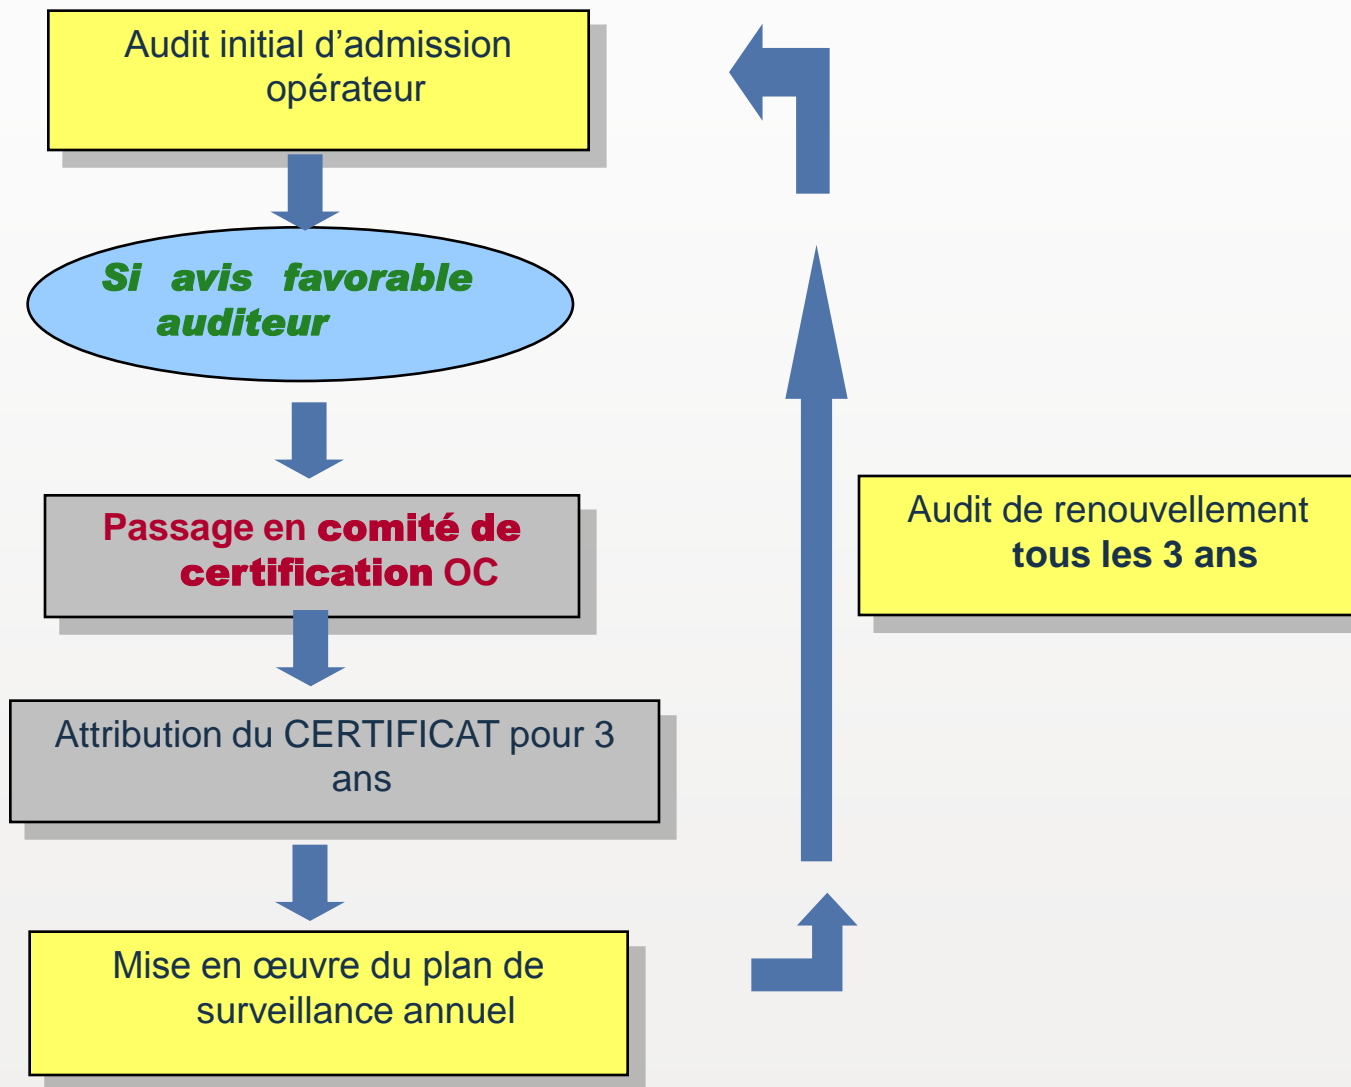 Audit initial d’admission
opérateur
Si avis favorable
auditeur
Passage en comité de
certification OC
Attribution du CERTIFICAT pour 3
ans
Mise en œuvre du plan de
surveillance annuel
Audit de renouvellement
tous les 3 ans